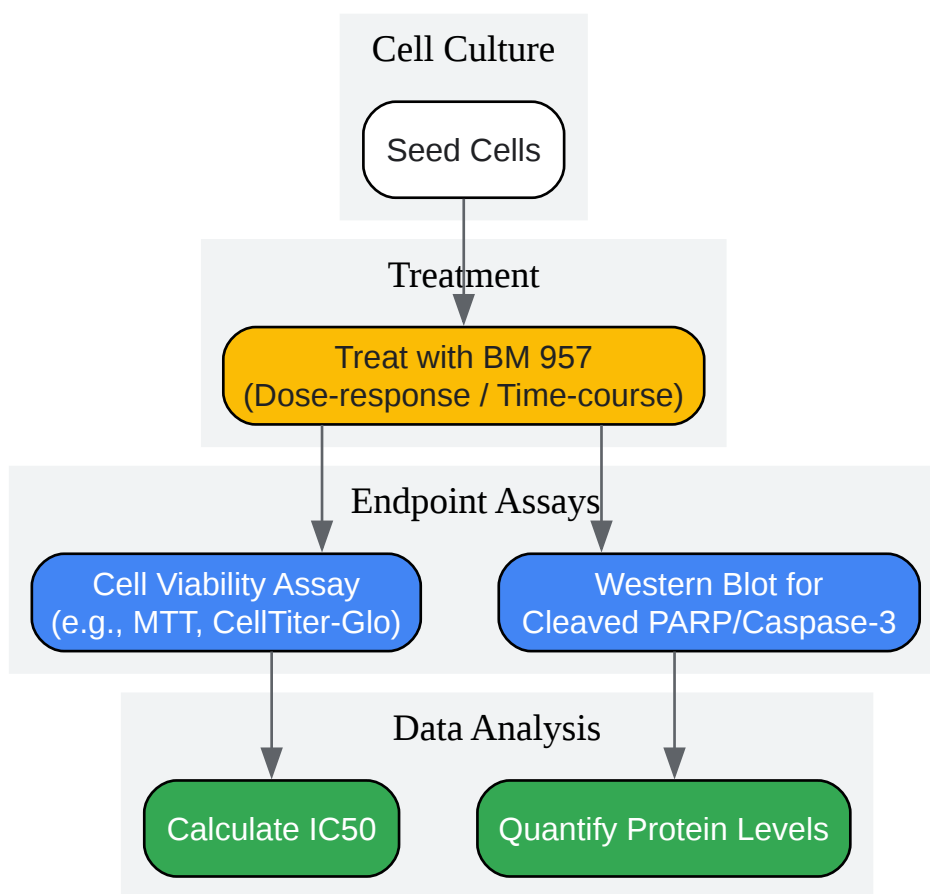 Cell Culture
Seed Cells
Treatment
Treat with BM 957
(Dose-response / Time-course)
Endpoint Assays
Cell Viability Assay
(e.g., MTT, CellTiter-Glo)
Western Blot for
Cleaved PARP/Caspase-3
Data Analysis
Calculate IC50
Quantify Protein Levels